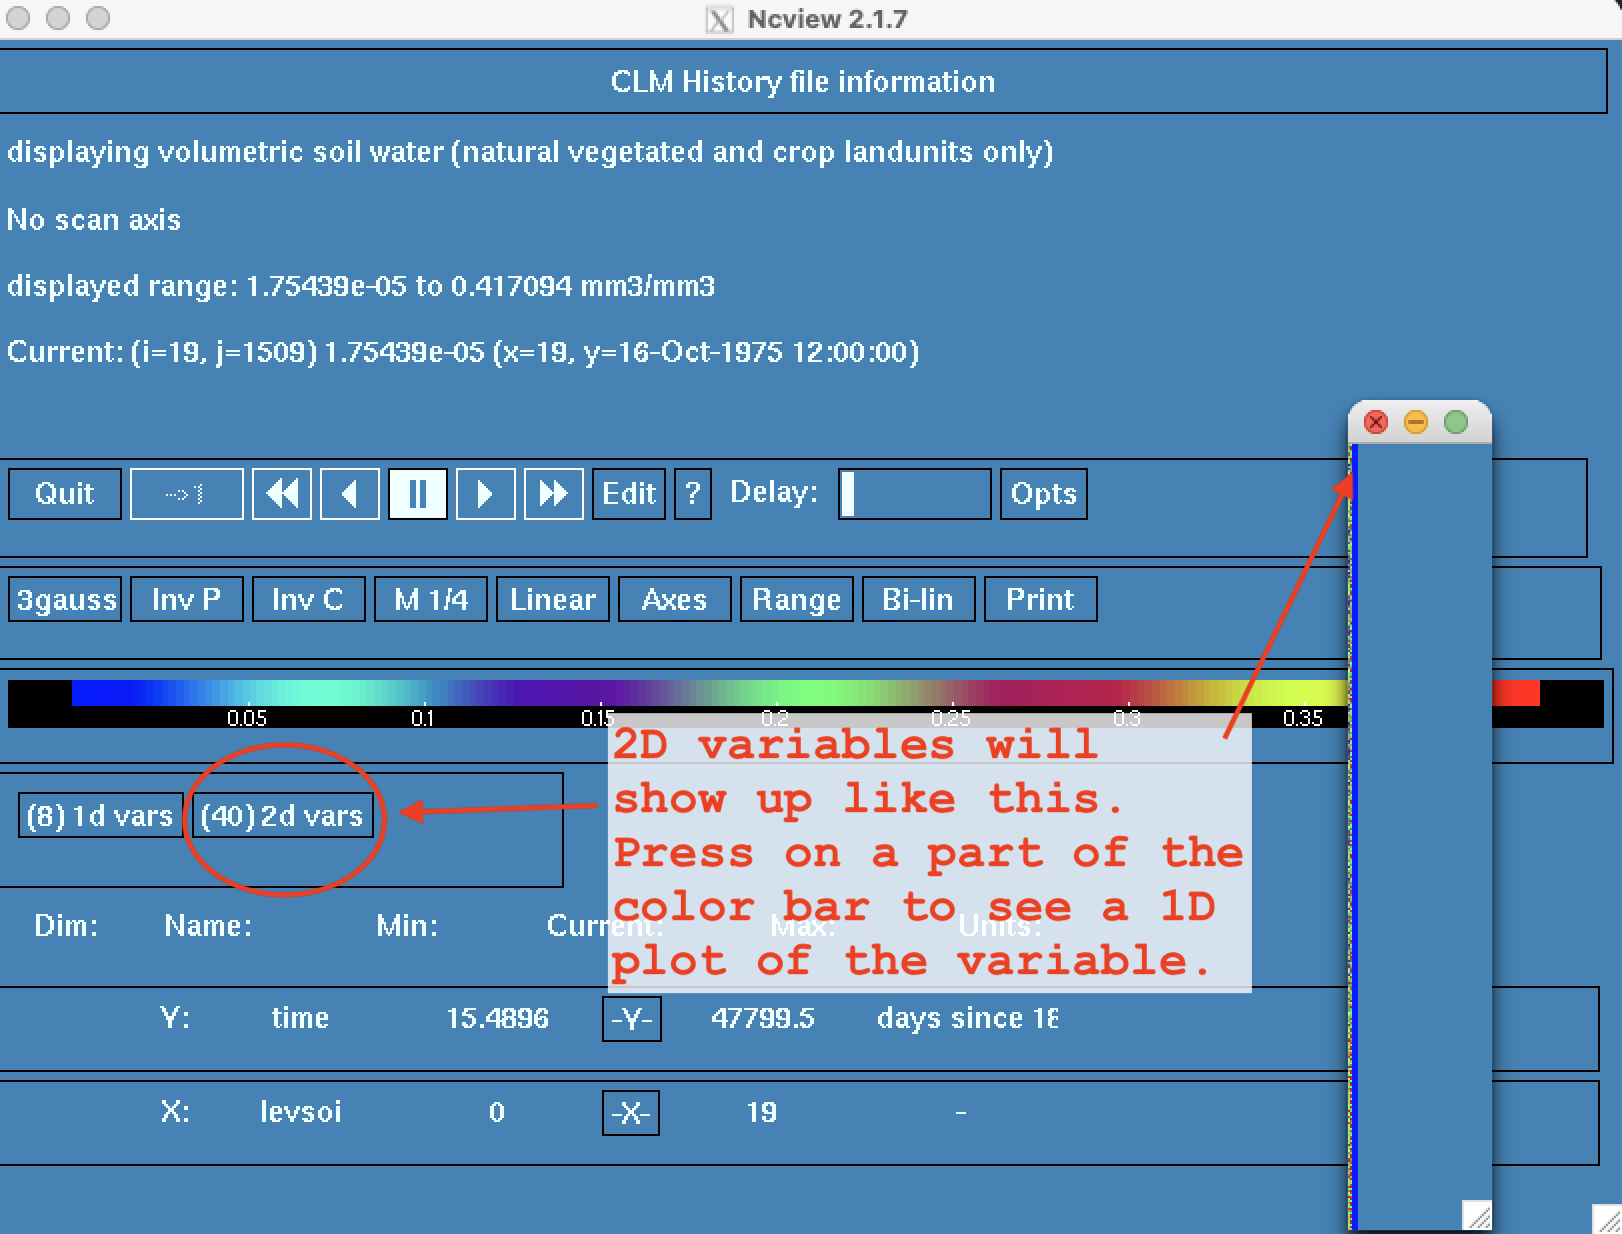 Ncview 2.1.7
CLM History file information
displaying volumetric soil water (natural vegetated and crop landunits only)
No scan axis
displayed range: 1.75439e-05 to 0.417094 mm3/mm3
Current: (i=19, j=1509) 1.75439e-05 (x=19, y=16-Oct-1975 12:00:00)
Quit Edit ? Delay: Opts
3gauss Inv P Inv C M 1/4 Linear Axes Range Bi-lin Print
0.05 0.1 0.15 0.2 0.25 0.3 0.35
2D variables will
show up like this.
Press on a part of the
color bar to see a 1D
plot of the variable.
(8) 1d vars (40) 2d vars
Dim: Name: Min: Current: Max: Units:
Y: time 15.4896 -Y- 47799.5 days since 18
X: levsoi 0 -X- 19 -